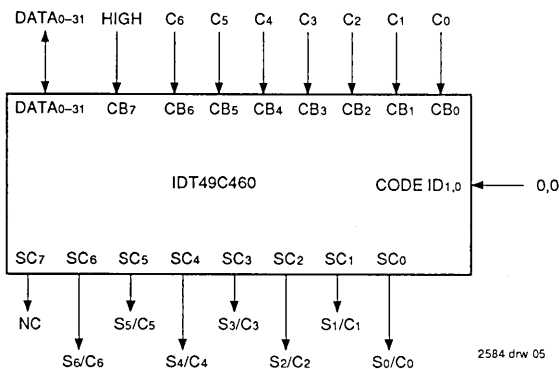 DATA0–31 HIGH C6 C5 C4 C3 C2 C1 C0
DATA0–31 CB7 CB6 CB5 CB4 CB3 CB2 CB1 CB0
IDT49C460 CODE ID1,0 0,0
SC7 SC6 SC5 SC4 SC3 SC2 SC1 SC0
NC S5/C5 S3/C3 S1/C1
S6/C6 S4/C4 S2/C2 S0/C0
2584 drw 05